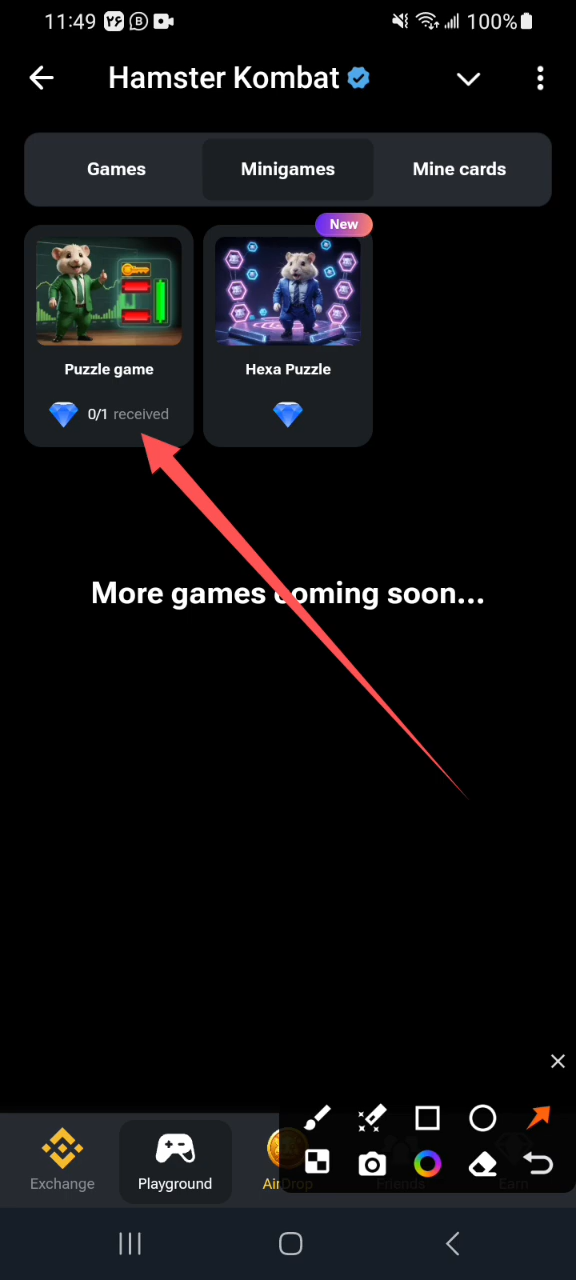 11:49 ۲۶ B 100%
Hamster Kombat
Games Minigames Mine cards
New
Puzzle game Hexa Puzzle
0/1 received
More games coming soon...
Exchange Playground AirDrop Friends Earn